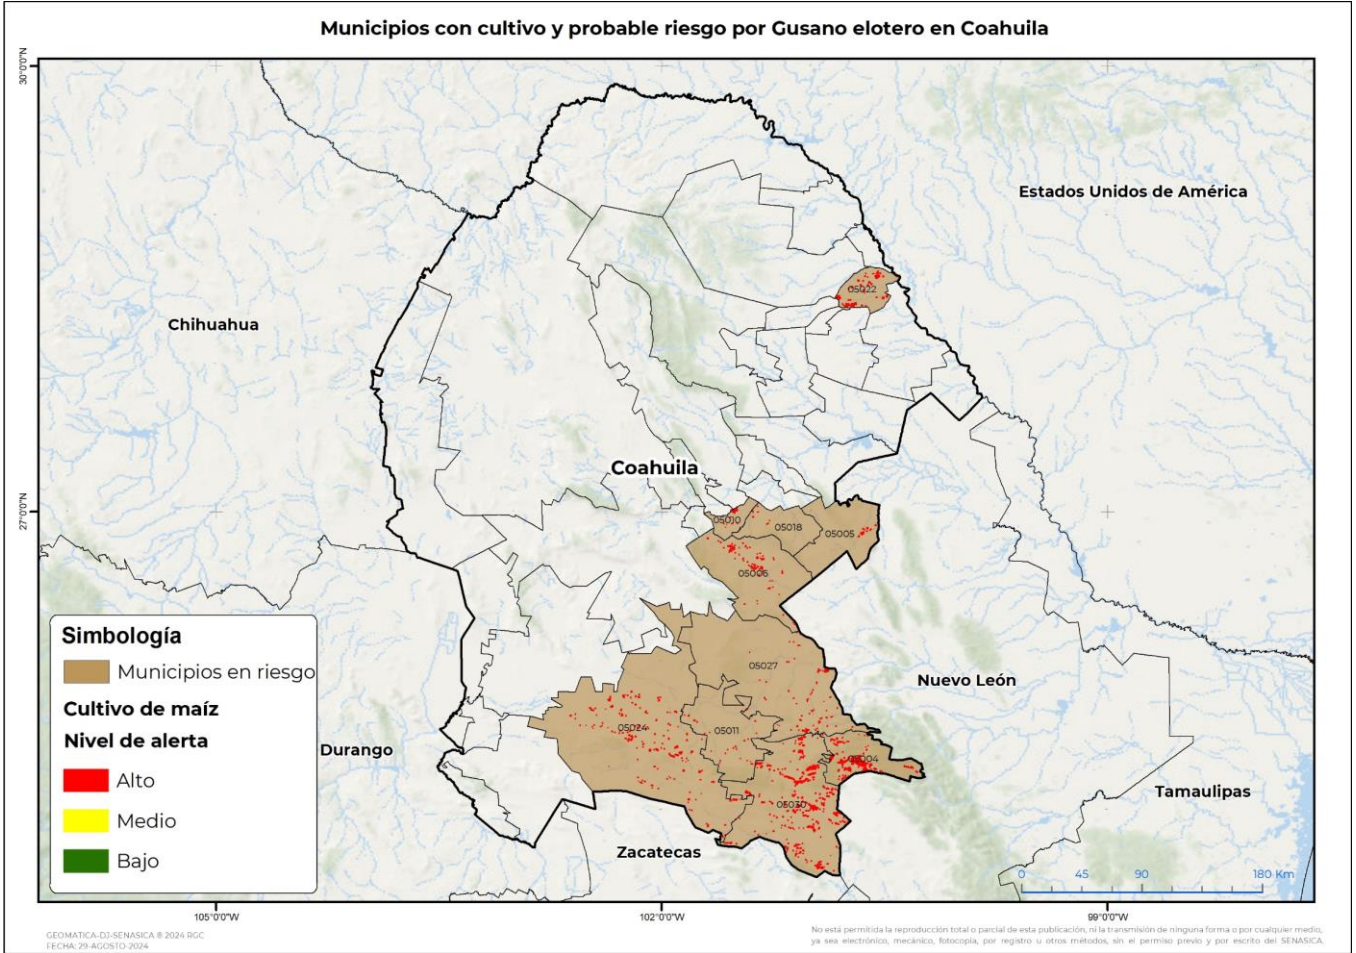 Municipios con cultivo y probable riesgo por Gusano elotero en Coahuila
30°0'0"N
27°0'0"N
Estados Unidos de América
05022
Chihuahua
Coahuila
05010
05018
05005
05006
05027
Nuevo León
05024
05011
05004
05030
Durango
Tamaulipas
Zacatecas
Simbología
Municipios en riesgo
Cultivo de maíz
Nivel de alerta
Alto
Medio
Bajo
0 45 90 180 Km
105°0'0"W
102°0'0"W
99°0'0"W
GEOMATICA-DJ-SENASICA ® 2024 RGC
FECHA: 29-AGOSTO-2024
No está permitida la reproducción total o parcial de esta publicación, ni la transmisión de ninguna forma o por cualquier medio,
ya sea electrónico, mecánico, fotocopia, por registro u otros métodos, sin el permiso previo y por escrito del SENASICA.